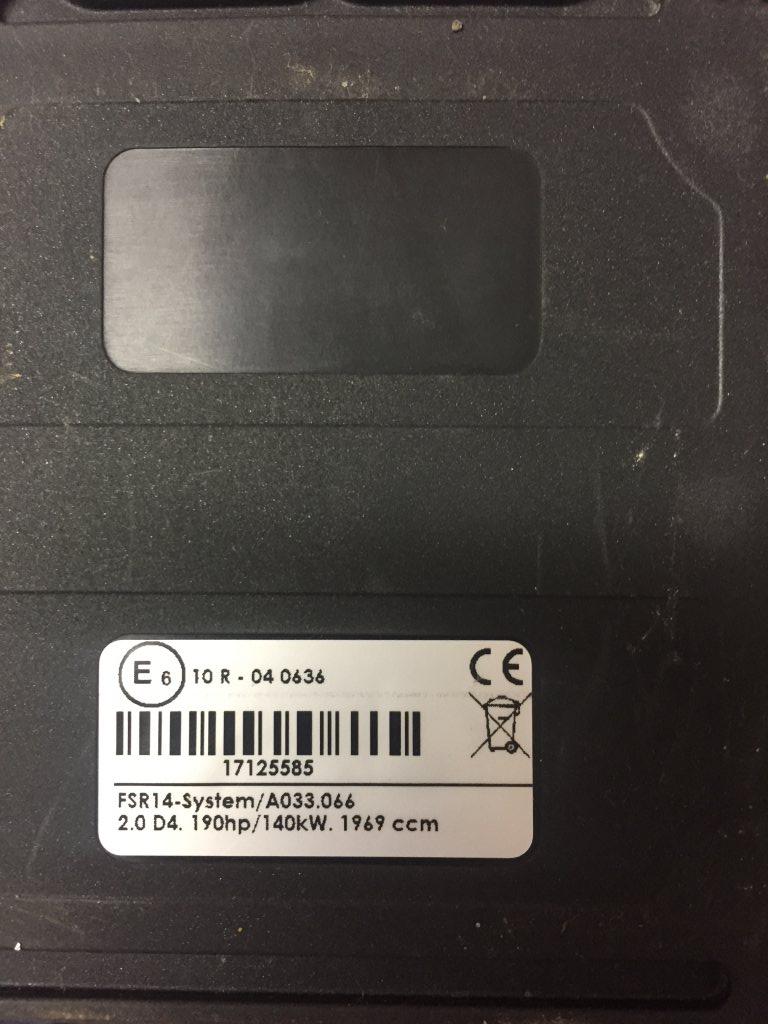 E 6 10 R - 04 0636
CE
17125585
FSR14-System/A033.066
2.0 D4. 190hp/140kW. 1969 ccm